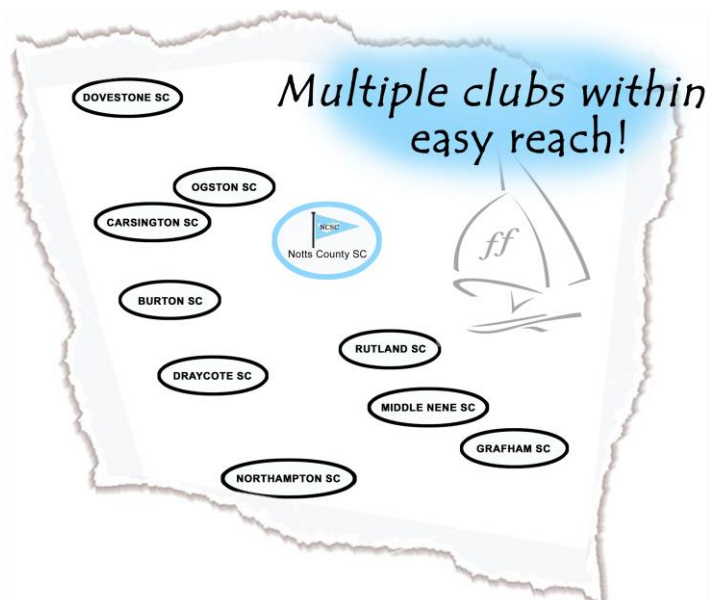 Multiple clubs within
easy reach!
DOVESTONE SC
OGSTON SC
CARSINGTON SC
NCSC
Notts County SC
ff
BURTON SC
RUTLAND SC
DRAYCOTE SC
MIDDLE NENE SC
GRAFHAM SC
NORTHAMPTON SC